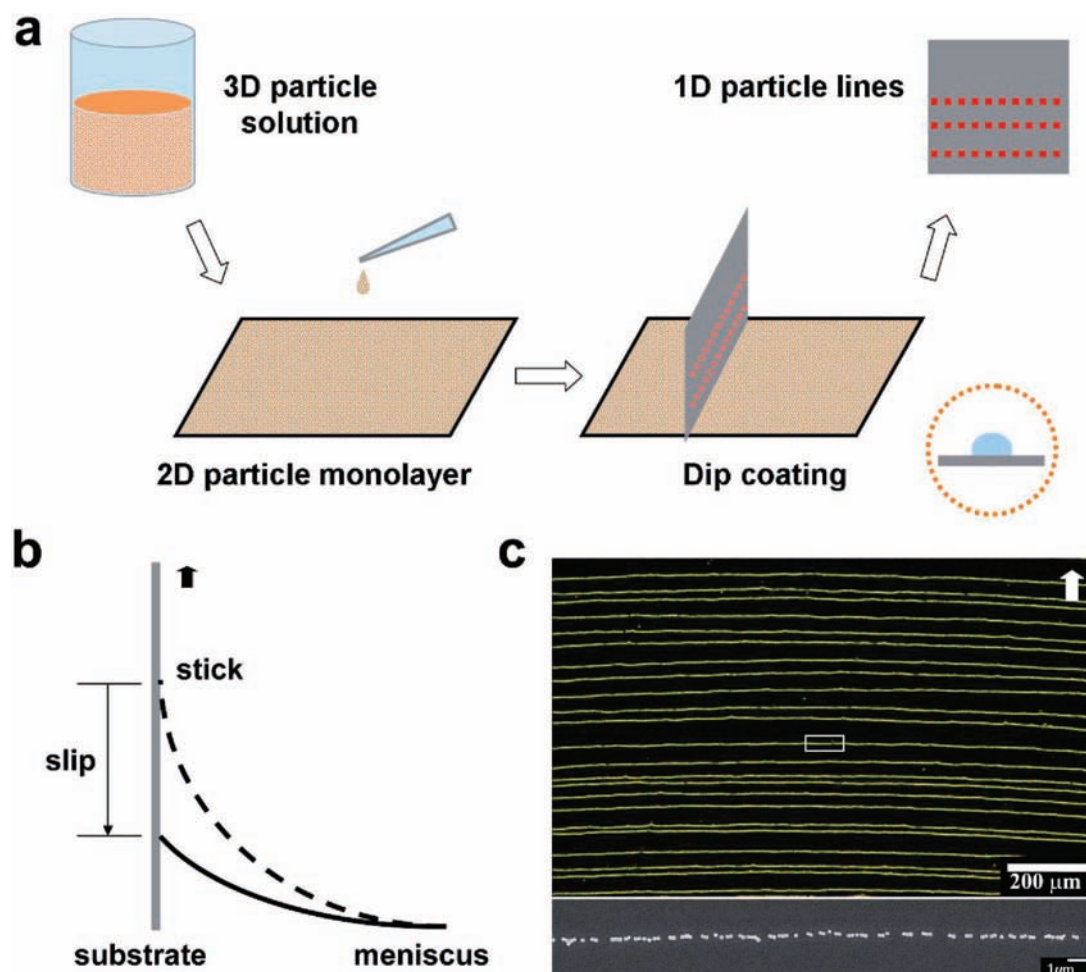 a
3D particle
solution
1D particle lines
2D particle monolayer
Dip coating
b
stick
slip
substrate
meniscus
c
200 μm
1μm